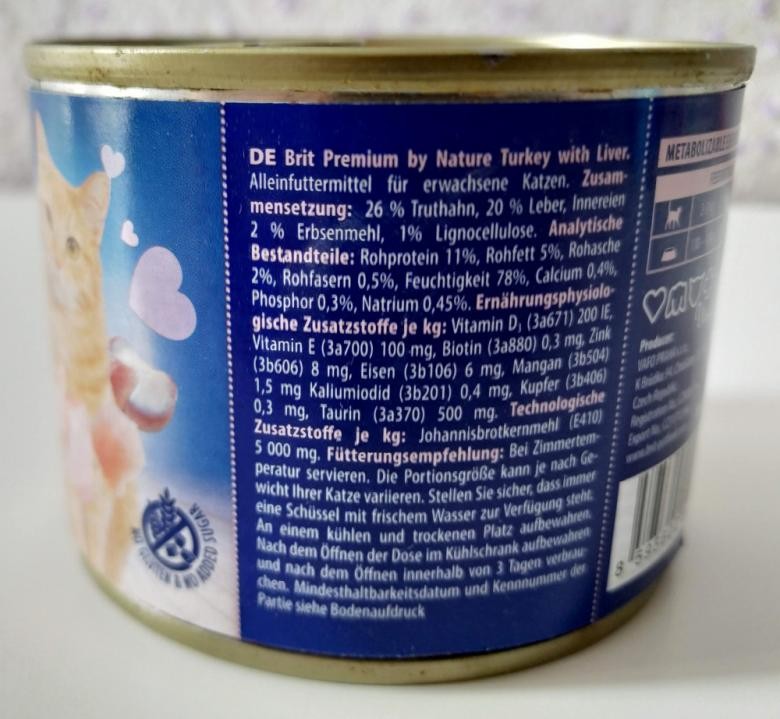 DE Brit Premium by Nature Turkey with Liver.
Alleinfuttermittel für erwachsene Katzen. Zusam-
mensetzung: 26 % Truthahn, 20 % Leber, Innereien
2 % Erbsenmehl, 1% Lignocellulose. Analytische
Bestandteile: Rohprotein 11%, Rohfett 5%, Rohasche
2%, Rohfasern 0,5%, Feuchtigkeit 78%, Calcium 0,4%,
Phosphor 0,3%, Natrium 0,45%. Ernährungsphysiolo-
gische Zusatzstoffe je kg: Vitamin D₃ (3a671) 200 IE,
Vitamin E (3a700) 100 mg, Biotin (3a880) 0,3 mg, Zink
(3b606) 8 mg, Eisen (3b106) 6 mg, Mangan (3b504)
1,5 mg Kaliumiodid (3b201) 0,4 mg, Kupfer (3b406)
0,3 mg, Taurin (3a370) 500 mg. Technologische
Zusatzstoffe je kg: Johannisbrotkernmehl (E410)
5 000 mg. Fütterungsempfehlung: Bei Zimmertem-
peratur servieren. Die Portionsgröße kann je nach Ge-
wicht Ihrer Katze variieren. Stellen Sie sicher, dass immer
eine Schüssel mit frischem Wasser zur Verfügung steht.
An einem kühlen und trockenen Platz aufbewahren.
Nach dem Öffnen der Dose im Kühlschrank aufbewahren
und nach dem Öffnen innerhalb von 3 Tagen verbrau-
chen. Mindesthaltbarkeitsdatum und Kennnummer der
Partie siehe Bodenaufdruck
NO GLUTEN & NO ADDED SUGAR
METABOLIZABLE
Producer:
VAFO PRAHA
Czech Republic